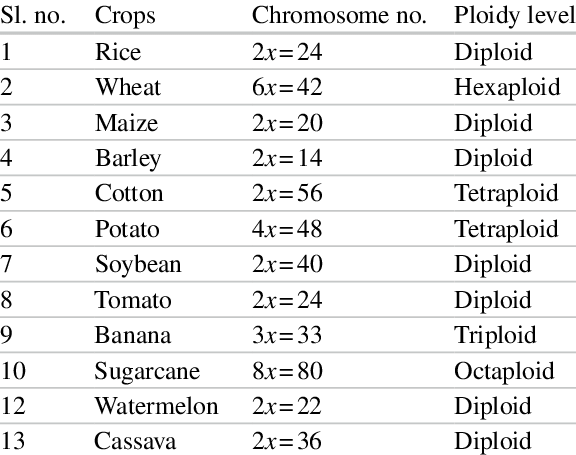 Sl. no. Crops Chromosome no. Ploidy level
1 Rice 2x=24 Diploid
2 Wheat 6x=42 Hexaploid
3 Maize 2x=20 Diploid
4 Barley 2x=14 Diploid
5 Cotton 2x=56 Tetraploid
6 Potato 4x=48 Tetraploid
7 Soybean 2x=40 Diploid
8 Tomato 2x=24 Diploid
9 Banana 3x=33 Triploid
10 Sugarcane 8x=80 Octaploid
12 Watermelon 2x=22 Diploid
13 Cassava 2x=36 Diploid